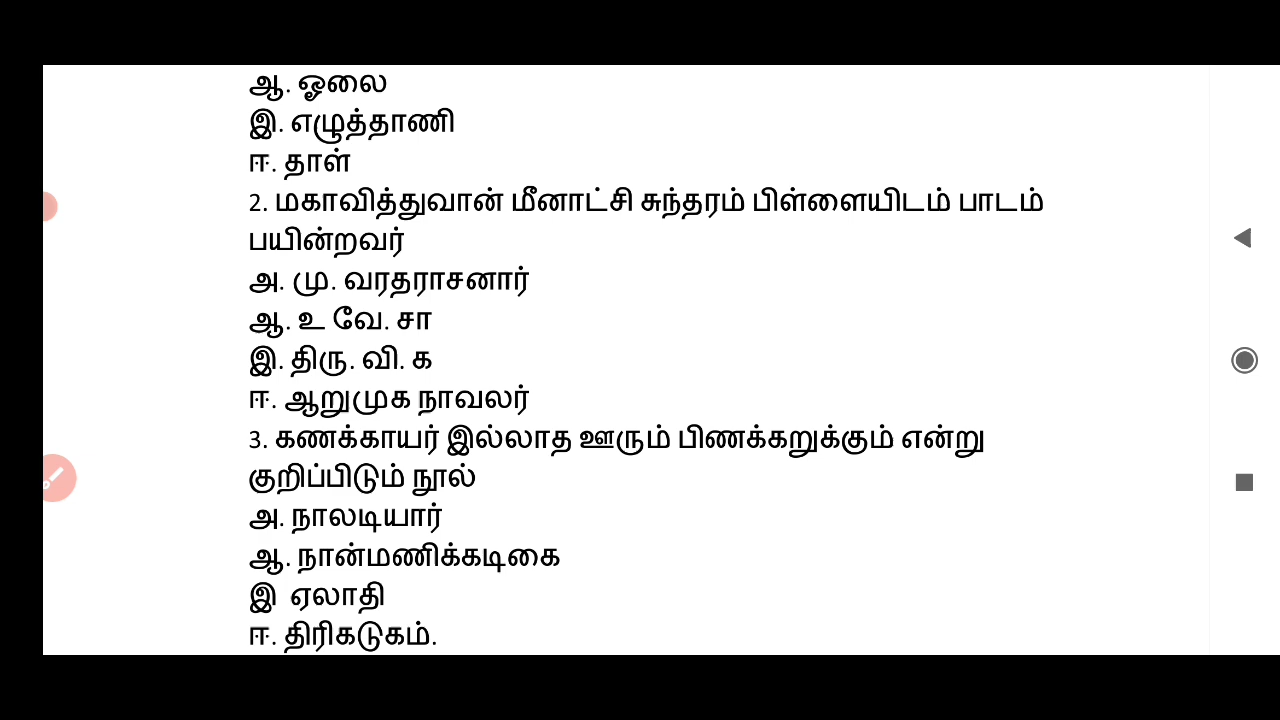 ஆ. ஓலை
இ. எழுத்தாணி
ஈ. தாள்
2. மகாவித்துவான் மீனாட்சி சுந்தரம் பிள்ளையிடம் பாடம்
பயின்றவர்
அ. மு. வரதராசனார்
ஆ. உ வே. சா
இ. திரு. வி. க
ஈ. ஆறுமுக நாவலர்
3. கணக்காயர் இல்லாத ஊரும் பிணக்கறுக்கும் என்று
குறிப்பிடும் நூல்
அ. நாலடியார்
ஆ. நான்மணிக்கடிகை
இ  ஏலாதி
ஈ. திரிகடுகம்.